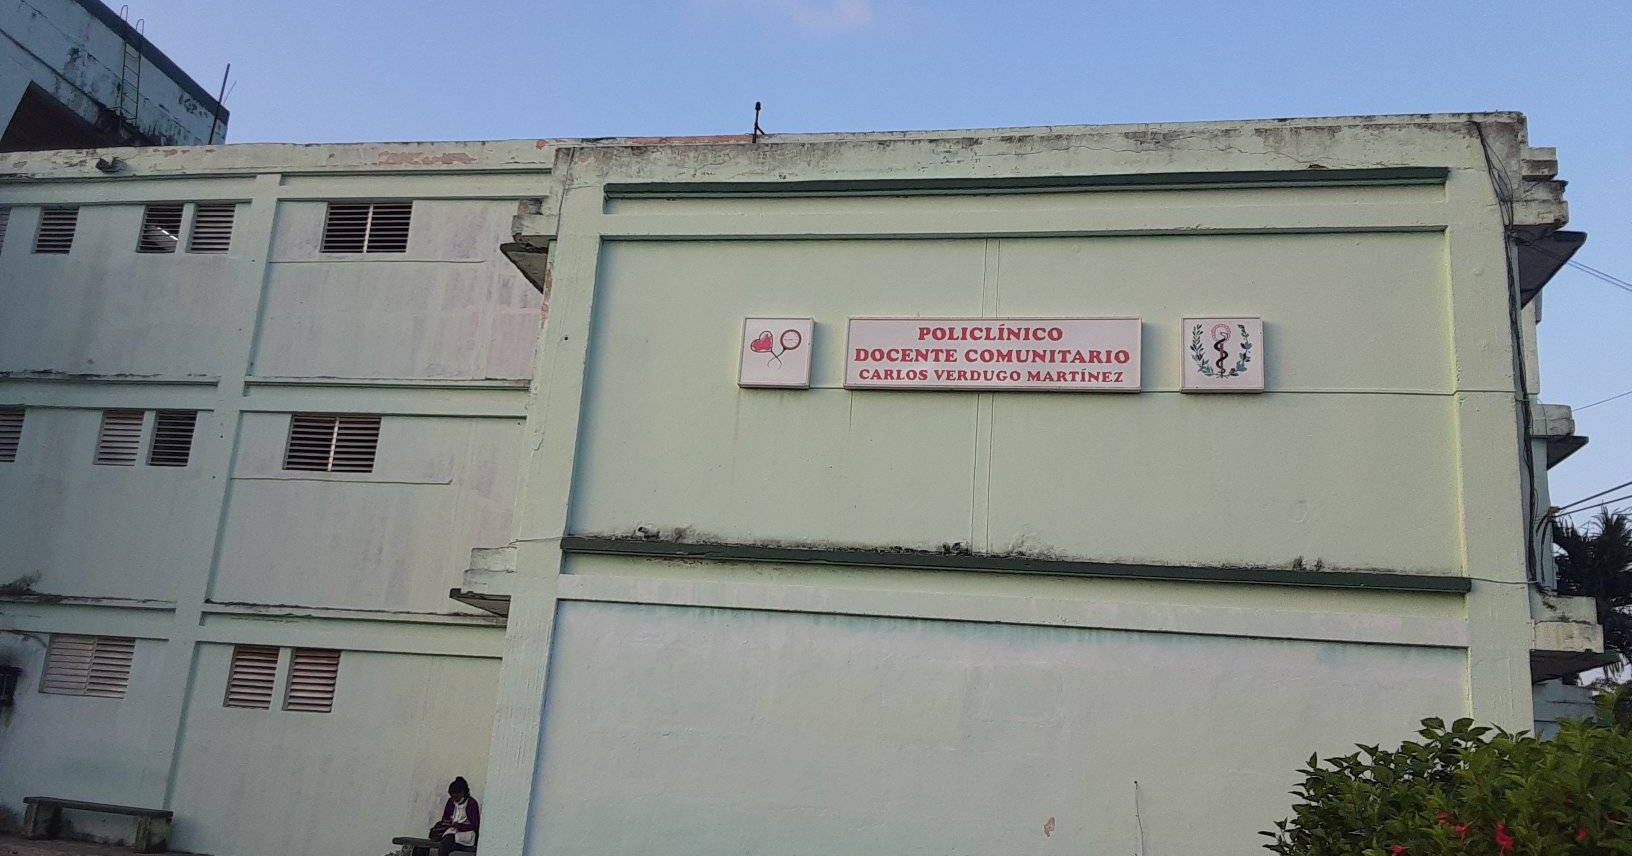 POLICLÍNICO
DOCENTE COMUNITARIO
CARLOS VERDUGO MARTÍNEZ